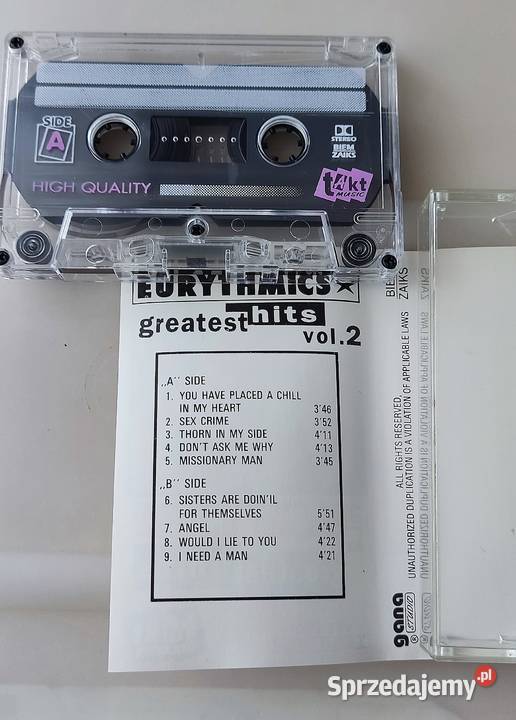 SIDE
A
HIGH QUALITY
STEREO
BIEM
ZAIKS
takt
MUSIC
EURYTHMICS
greatest hits
vol.2
„A" SIDE
1. YOU HAVE PLACED A CHILL
IN MY HEART 3'46
2. SEX CRIME 3'52
3. THORN IN MY SIDE 4'11
4. DON'T ASK ME WHY 4'13
5. MISSIONARY MAN 3'45
„B" SIDE
6. SISTERS ARE DOIN'IL
FOR THEMSELVES 5'51
7. ANGEL 4'47
8. WOULD I LIE TO YOU 4'22
9. I NEED A MAN 4'21
BIEM
ZAIKS
ALL RIGHTS RESERVED,
UNAUTHORIZED DUPLICATION IS A VIOLATION OF APPLICABLE LAWS
gana
STUDIO
Sprzedajemy.pl